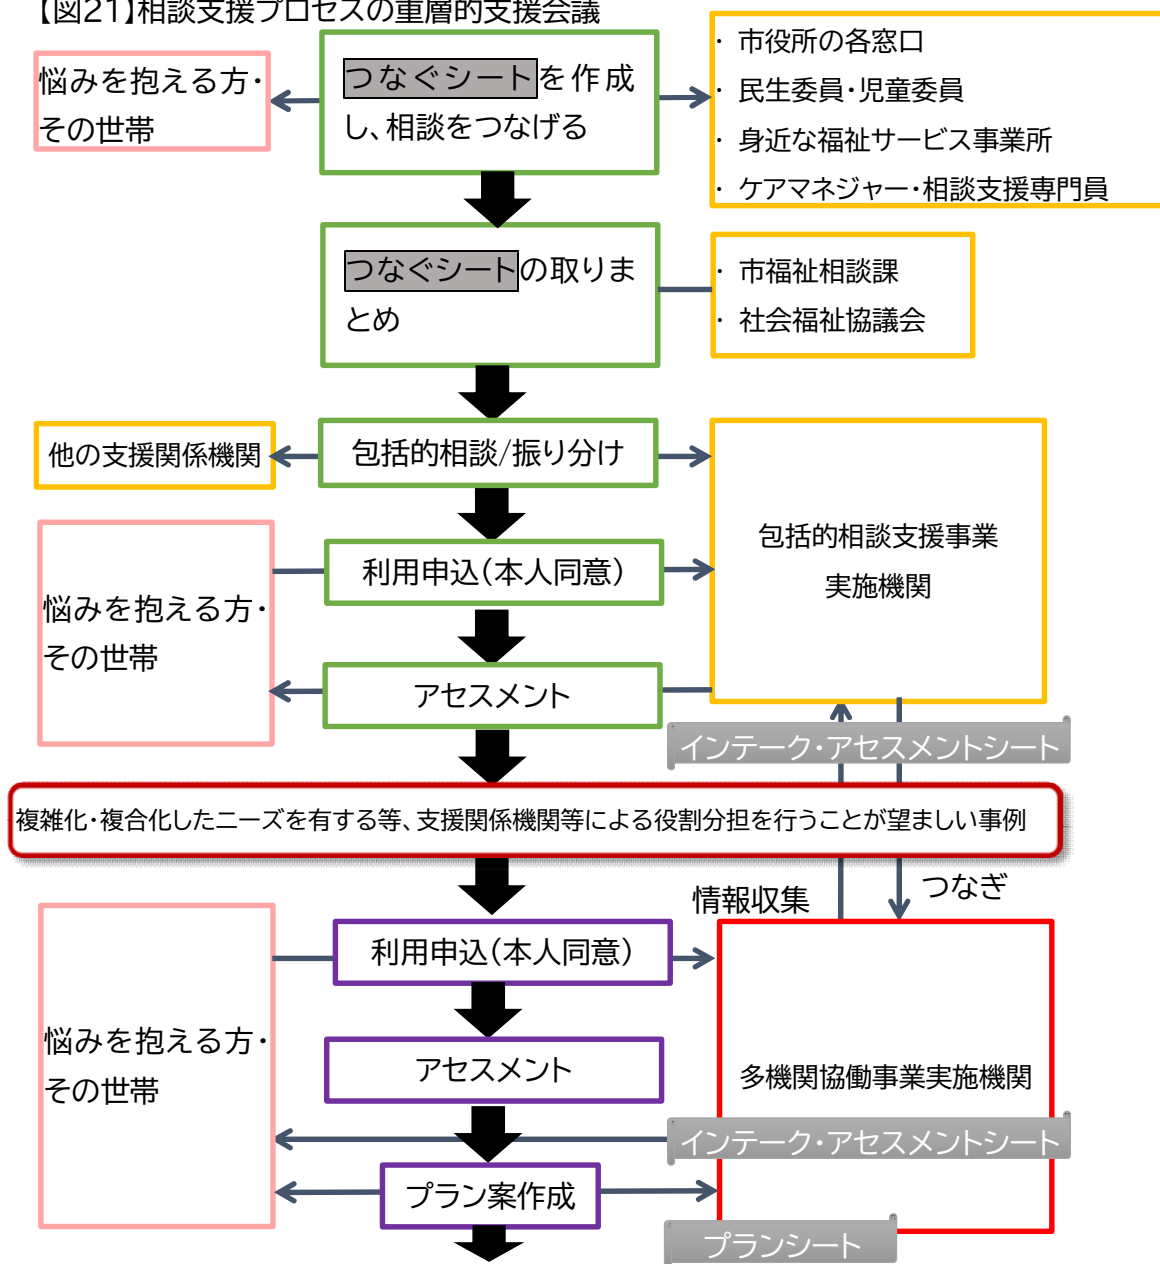 【図21】相談支援プロセスの重層的支援会議
悩みを抱える方・
その世帯
つなぐシートを作成
し、相談をつなげる
・ 市役所の各窓口
・ 民生委員・児童委員
・ 身近な福祉サービス事業所
・ ケアマネジャー・相談支援専門員
つなぐシートの取りま
とめ
・ 市福祉相談課
・ 社会福祉協議会
他の支援関係機関
包括的相談/振り分け
包括的相談支援事業
実施機関
利用申込(本人同意)
悩みを抱える方・
その世帯
アセスメント
インテーク・アセスメントシート
複雑化・複合化したニーズを有する等、支援関係機関等による役割分担を行うことが望ましい事例
情報収集
つなぎ
利用申込(本人同意)
悩みを抱える方・
その世帯
アセスメント
多機関協働事業実施機関
インテーク・アセスメントシート
プラン案作成
プランシート